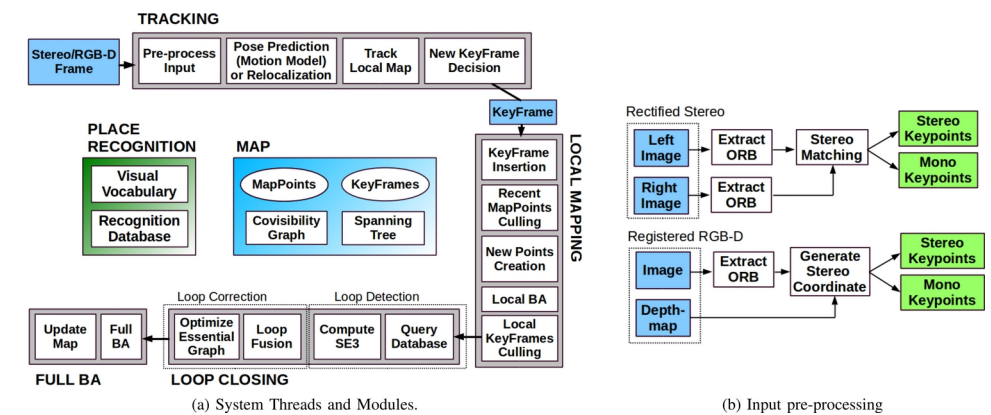 TRACKING
Stereo/RGB-D
Frame
Pre-process
Input
Pose Prediction
(Motion Model)
or Relocalization
Track
Local Map
New KeyFrame
Decision
KeyFrame
PLACE
RECOGNITION
Visual
Vocabulary
Recognition
Database
MAP
MapPoints
KeyFrames
Covisibility
Graph
Spanning
Tree
LOCAL MAPPING
KeyFrame
Insertion
Recent
MapPoints
Culling
New Points
Creation
Local BA
Local
KeyFrames
Culling
Loop Correction
Loop Detection
Optimize
Essential
Graph
Loop
Fusion
Compute
SE3
Query
Database
Update
Map
Full
BA
FULL BA
LOOP CLOSING
(a) System Threads and Modules.
Rectified Stereo
Left
Image
Extract
ORB
Stereo
Matching
Stereo
Keypoints
Mono
Keypoints
Right
Image
Extract
ORB
Registered RGB-D
Image
Extract
ORB
Generate
Stereo
Coordinate
Stereo
Keypoints
Mono
Keypoints
Depth-
map
(b) Input pre-processing